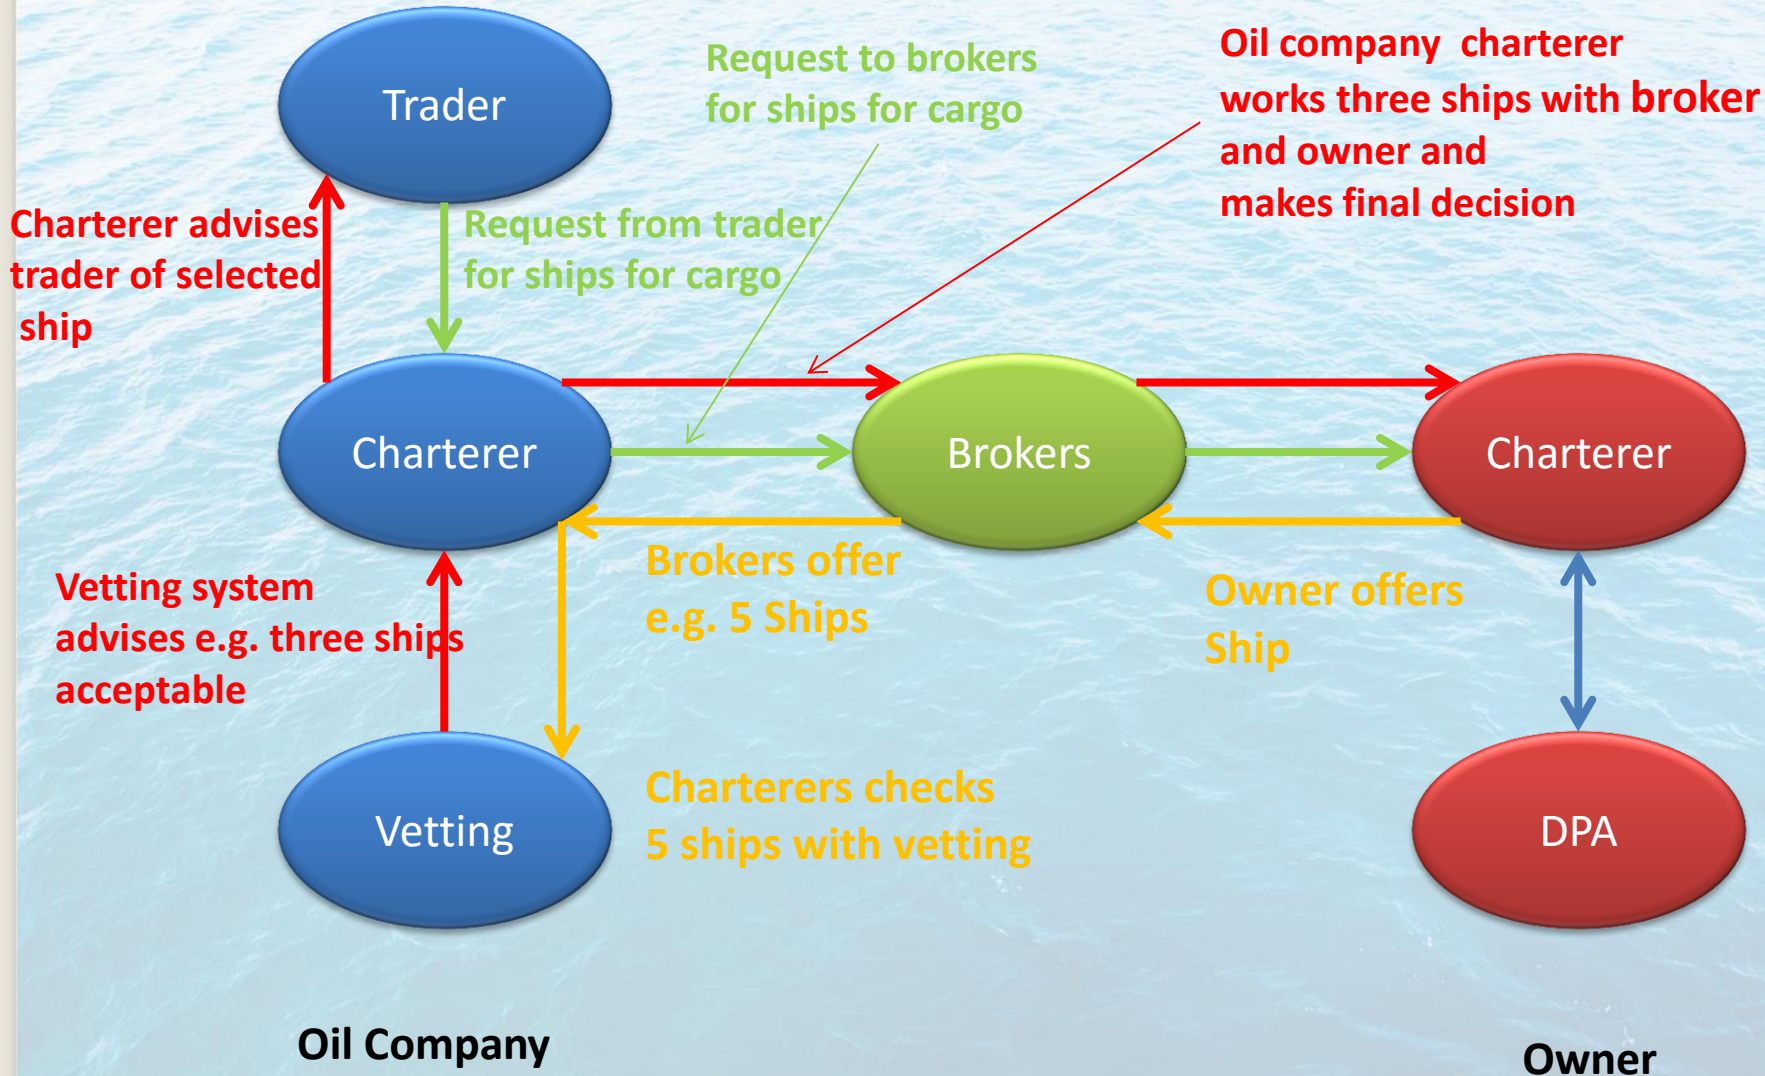 Trader
Request to brokers
for ships for cargo
Oil company  charterer
works three ships with broker
and owner and
makes final decision
Charterer advises
trader of selected
ship
Request from trader
for ships for cargo
Charterer
Brokers
Charterer
Brokers offer
e.g. 5 Ships
Owner offers
Ship
Vetting system
advises e.g. three ships
acceptable
Vetting
Charterers checks
5 ships with vetting
DPA
Oil Company
Owner